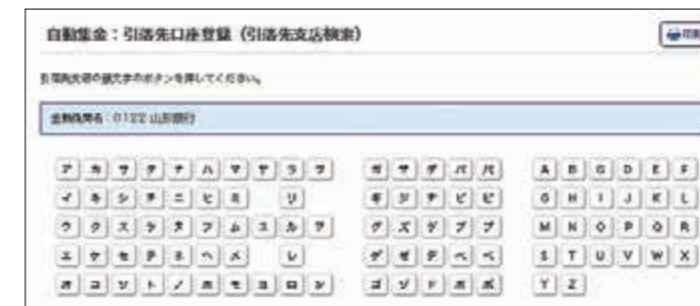 自動集金：引落先口座登録（引落先支店検索）
印刷
引落先支店の頭文字のボタンを押してください。
金融機関名：0122 山形銀行
ア カ サ タ ナ ハ マ ヤ ラ ワ ガ ザ ダ バ パ A B C D E F
イ キ シ チ ニ ヒ ミ リ ギ ジ ヂ ビ ピ G H I J K L
ウ ク ス ツ ヌ フ ム ユ ル ヲ グ ズ ヅ ブ プ M N O P Q R
エ ケ セ テ ネ ヘ メ レ ゲ ゼ デ ベ ペ S T U V W X
オ コ ソ ト ノ ホ モ ヨ ロ ン ゴ ゾ ド ボ ポ Y Z